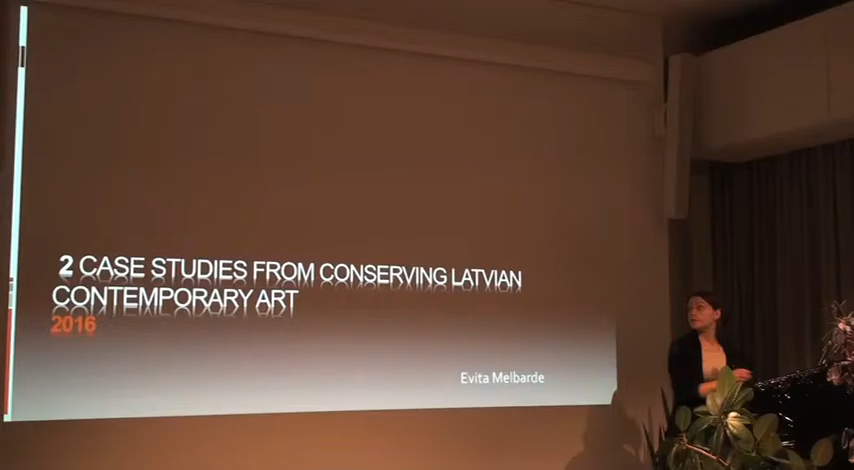 2 CASE STUDIES FROM CONSERVING LATVIAN
CONTEMPORARY ART
2016
Evita Melbarde